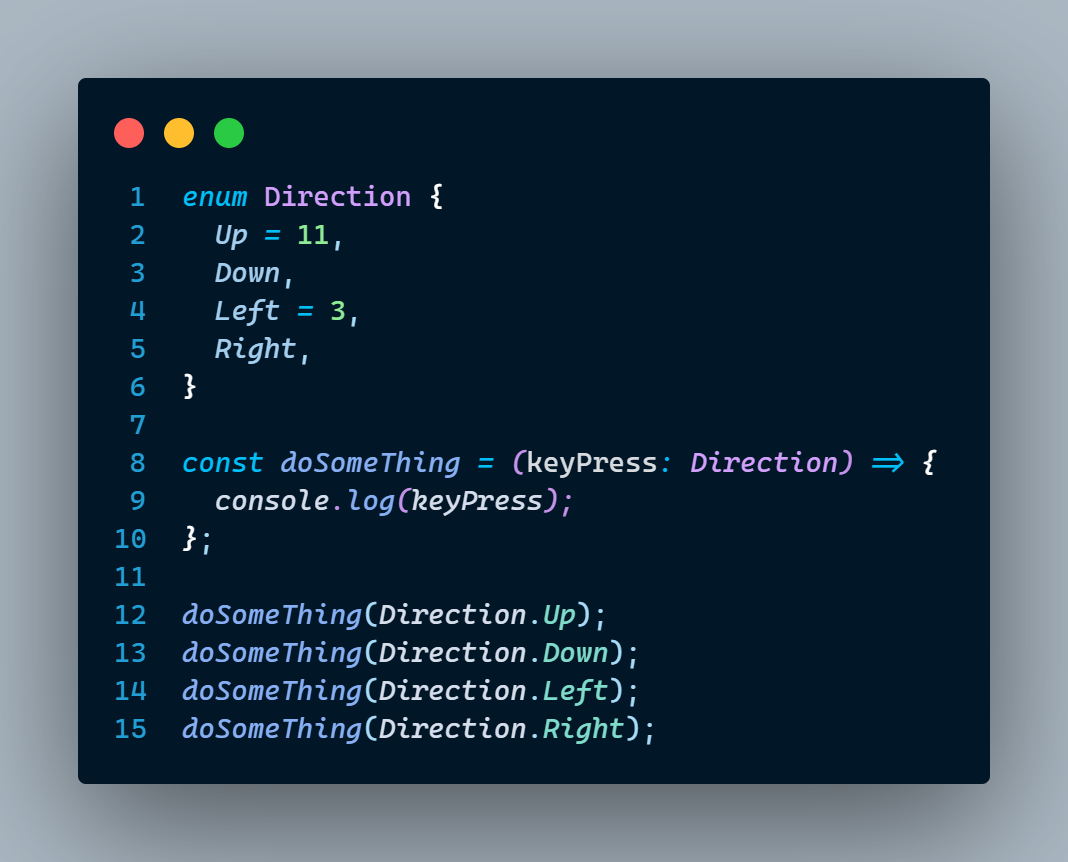 1 enum Direction {
2   Up = 11,
3   Down,
4   Left = 3,
5   Right,
6 }
7
8 const doSomeThing = (keyPress: Direction) => {
9   console.log(keyPress);
10 };
11
12 doSomeThing(Direction.Up);
13 doSomeThing(Direction.Down);
14 doSomeThing(Direction.Left);
15 doSomeThing(Direction.Right);